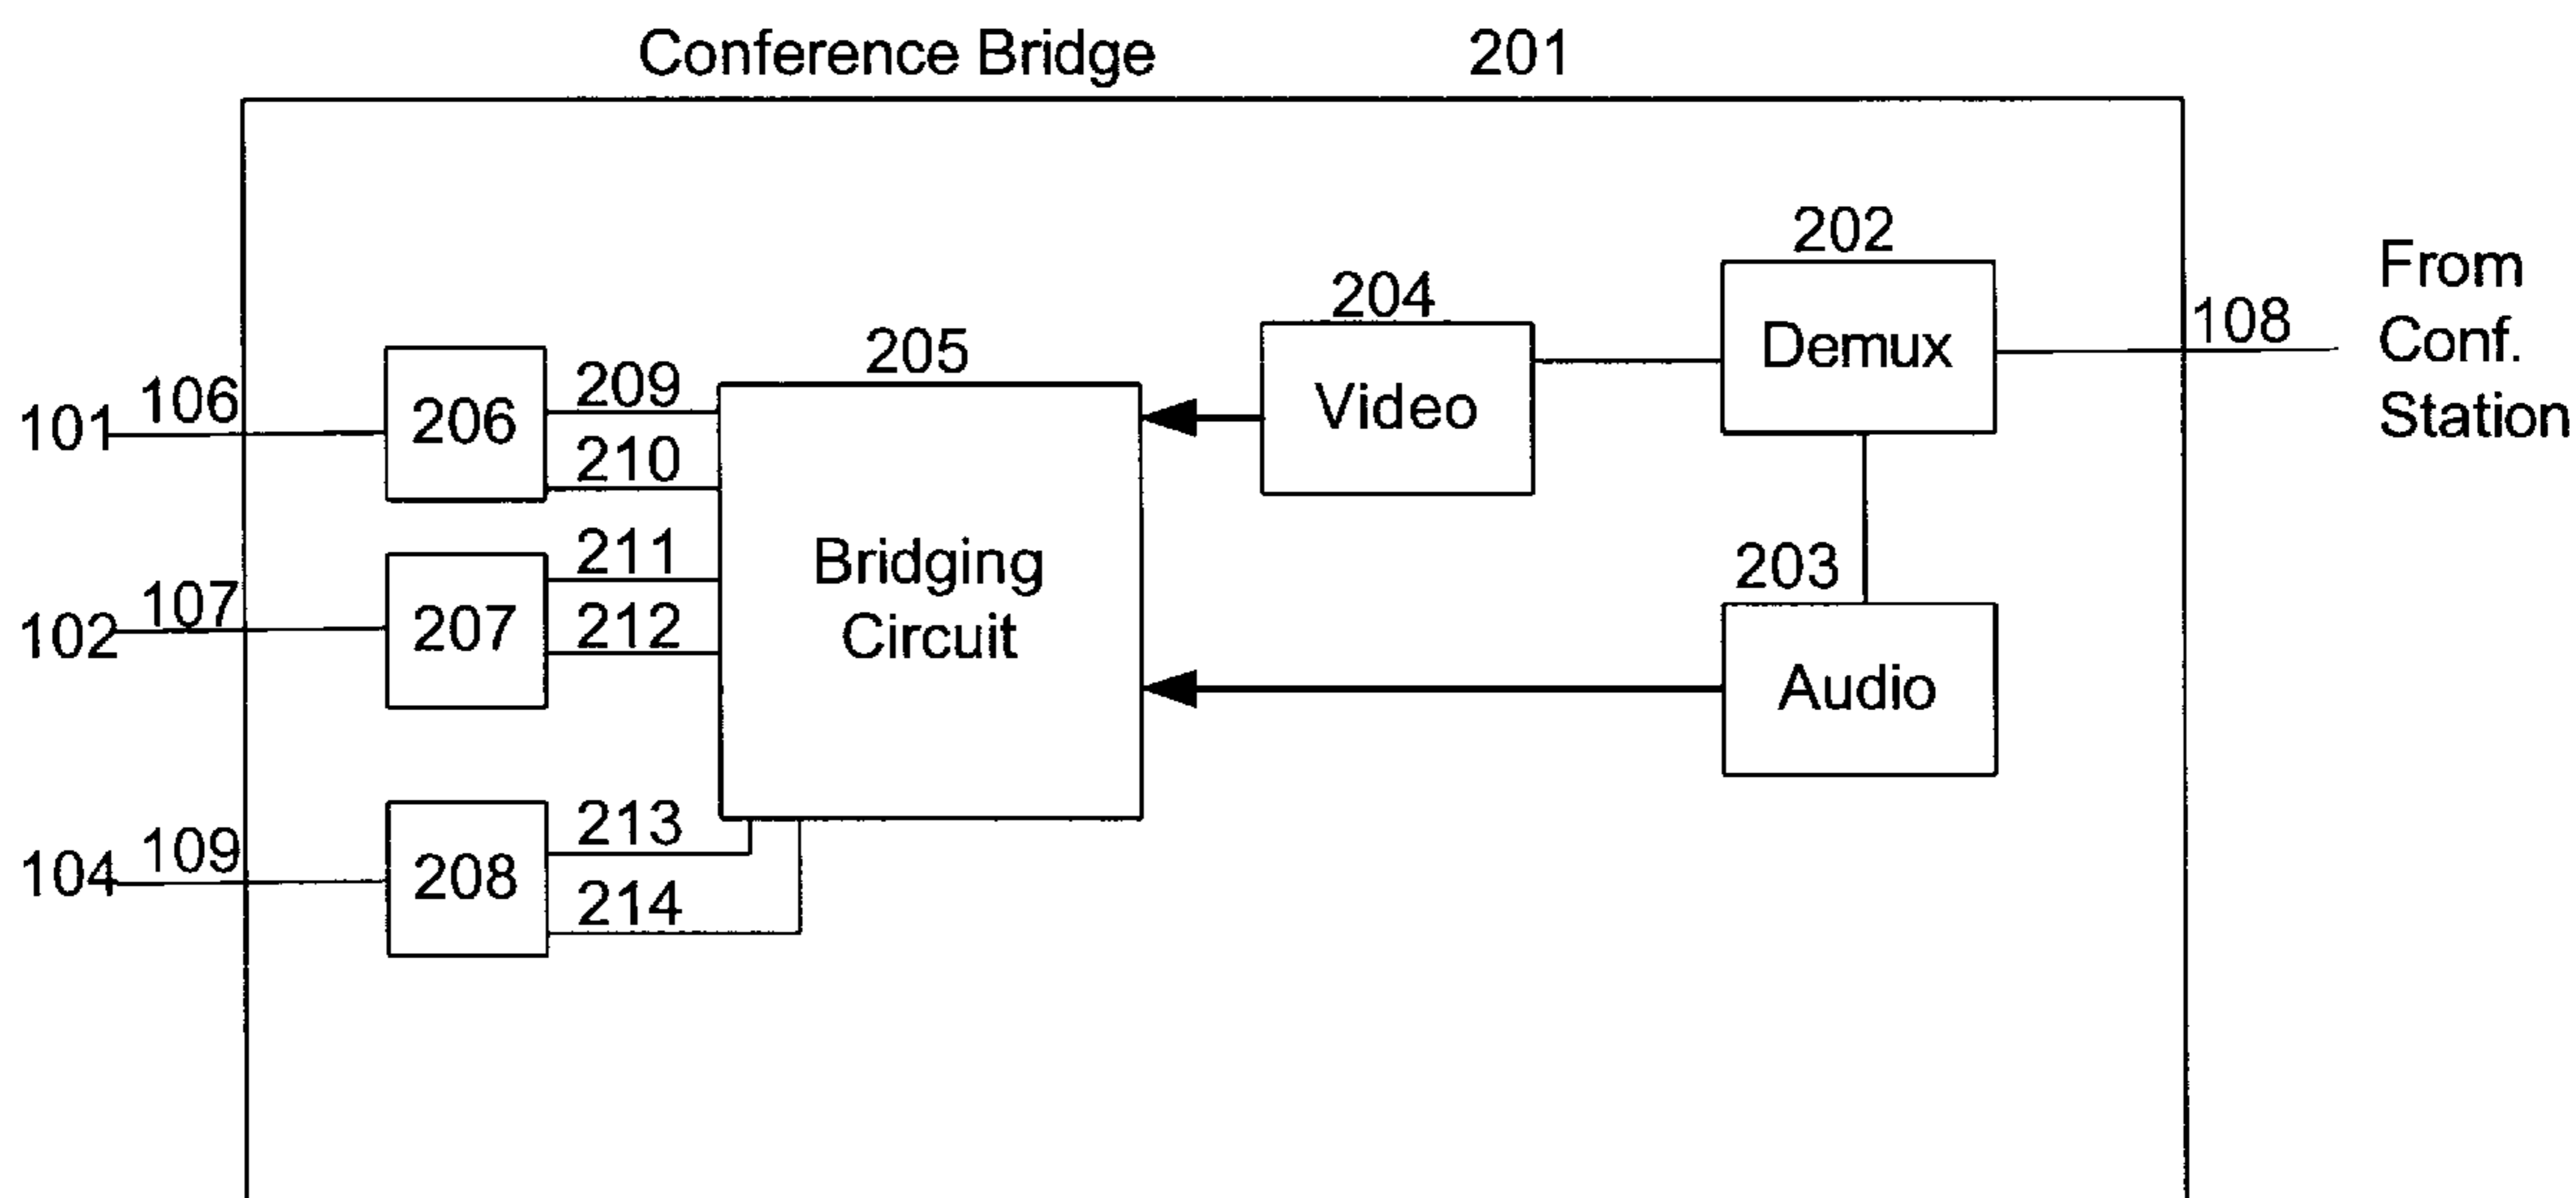 Conference Bridge 201
202
From
Conf.
Station
108
Demux
204
Video
205
Bridging
Circuit
203
Audio
101
106
206
209
210
102
107
207
211
212
104
109
208
213
214